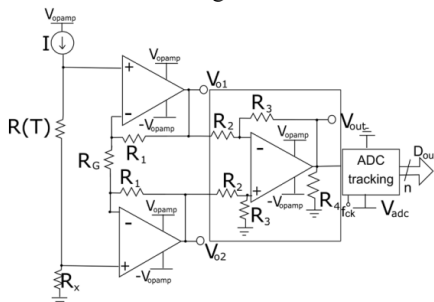 Vopamp
I
Vopamp
+
-
-Vopamp
Vo1
R(T)
R1
RG
R1
R2
R3
Vopamp
-
+
-Vopamp
Vout
R2
R3
R4
ADC
tracking
Dou
n
fck
Vadc
Vopamp
-
+
-Vopamp
Vo2
Rx